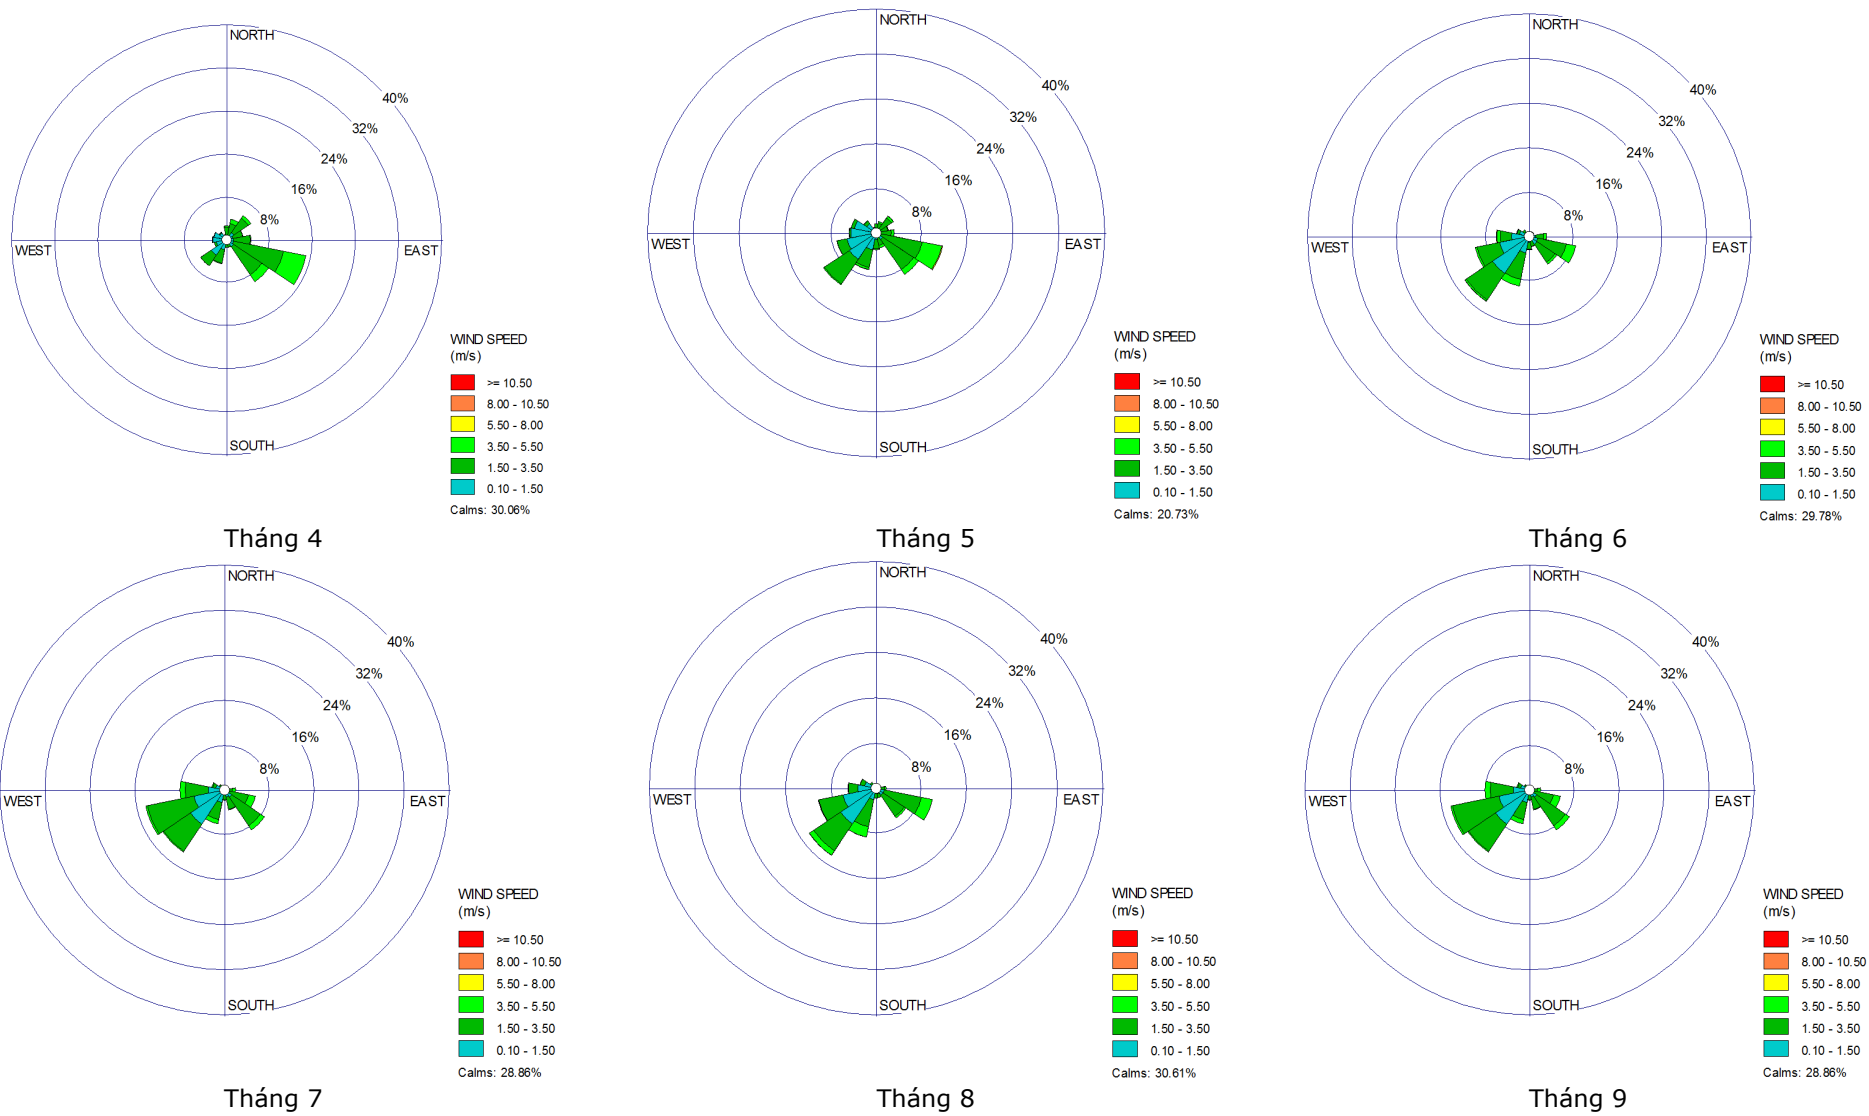 NORTH
40%
32%
24%
16%
8%
WEST
EAST
SOUTH
WIND SPEED
(m/s)
>= 10.50
8.00 - 10.50
5.50 - 8.00
3.50 - 5.50
1.50 - 3.50
0.10 - 1.50
Calms: 30.06%
Tháng 4
NORTH
40%
32%
24%
16%
8%
WEST
EAST
SOUTH
WIND SPEED
(m/s)
>= 10.50
8.00 - 10.50
5.50 - 8.00
3.50 - 5.50
1.50 - 3.50
0.10 - 1.50
Calms: 20.73%
Tháng 5
NORTH
40%
32%
24%
16%
8%
WEST
EAST
SOUTH
WIND SPEED
(m/s)
>= 10.50
8.00 - 10.50
5.50 - 8.00
3.50 - 5.50
1.50 - 3.50
0.10 - 1.50
Calms: 29.78%
Tháng 6
NORTH
40%
32%
24%
16%
8%
WEST
EAST
SOUTH
WIND SPEED
(m/s)
>= 10.50
8.00 - 10.50
5.50 - 8.00
3.50 - 5.50
1.50 - 3.50
0.10 - 1.50
Calms: 28.86%
Tháng 7
NORTH
40%
32%
24%
16%
8%
WEST
EAST
SOUTH
WIND SPEED
(m/s)
>= 10.50
8.00 - 10.50
5.50 - 8.00
3.50 - 5.50
1.50 - 3.50
0.10 - 1.50
Calms: 30.61%
Tháng 8
NORTH
40%
32%
24%
16%
8%
WEST
EAST
SOUTH
WIND SPEED
(m/s)
>= 10.50
8.00 - 10.50
5.50 - 8.00
3.50 - 5.50
1.50 - 3.50
0.10 - 1.50
Calms: 28.86%
Tháng 9